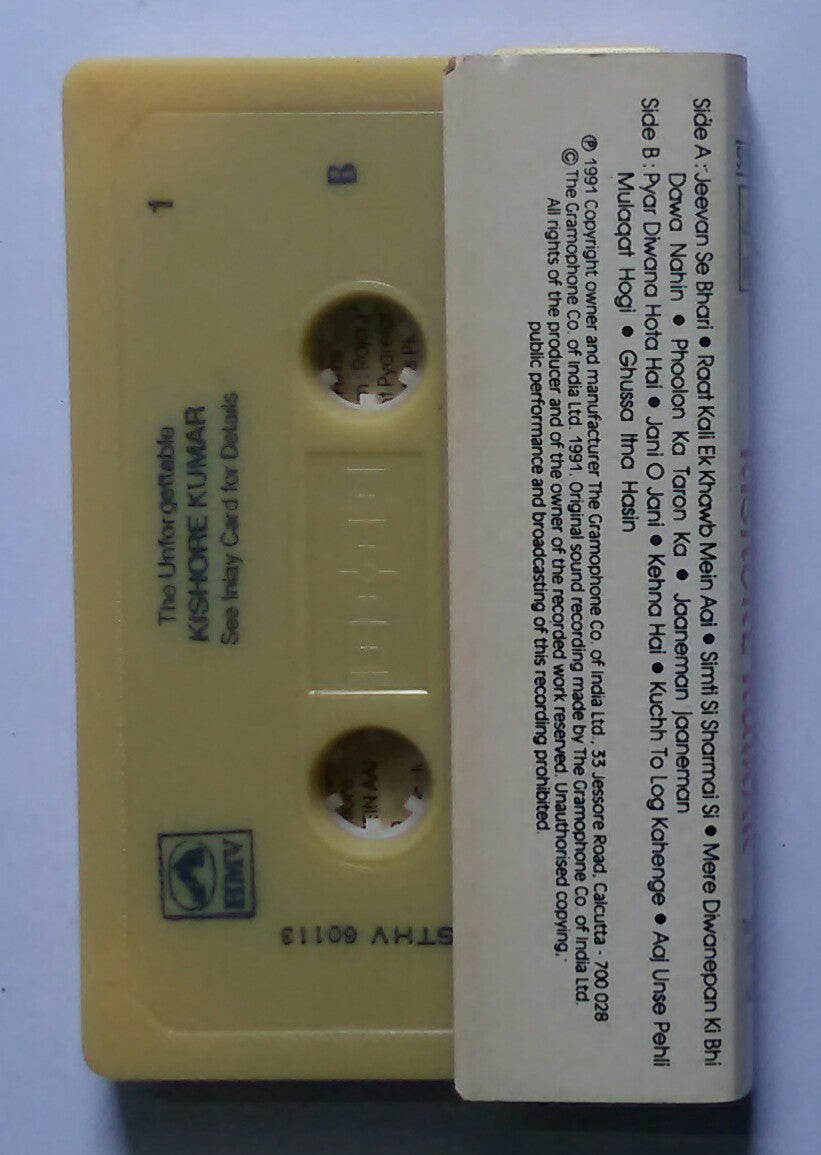 Side A : Jeevan Se Bhari • Raat Kali Ek Khawb Mein Aai • Simti Si Sharmai Si • Mere Diwanepan Ki Bhi
Dawa Nahin • Phoolon Ka Taron Ka • Jaaneman Jaaneman
Side B : Pyar Diwana Hota Hai • Jani O Jani • Kehna Hai • Kuchh To Log Kahenge • Aaj Unse Pehli
Mulaqat Hogi • Ghussa Itna Hasin
℗ 1991 Copyright owner and manufacturer The Gramophone Co. of India Ltd., 33 Jessore Road, Calcutta - 700 028
© The Gramophone Co. of India Ltd. 1991. Original sound recording made by The Gramophone Co. of India Ltd.
All rights of the producer and of the owner of the recorded work reserved. Unauthorised copying,
public performance and broadcasting of this recording prohibited.
1
B
The Unforgettable
KISHORE KUMAR
See Inlay Card for Details
HMV
STHV 60113